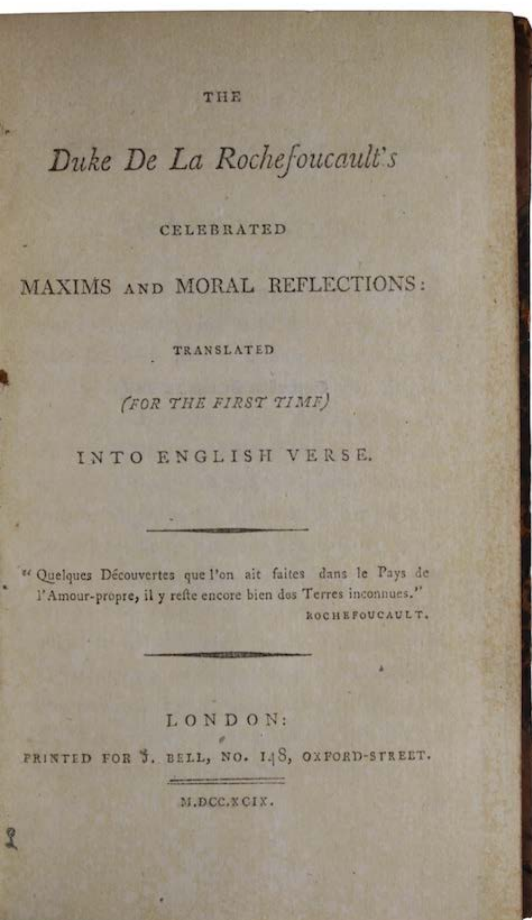 THE
Duke De La Rochefoucault's
CELEBRATED
MAXIMS AND MORAL REFLECTIONS:
TRANSLATED
(FOR THE FIRST TIME)
INTO ENGLISH VERSE.
"Quelques Découvertes que l'on ait faites dans le Pays de
l'Amour-propre, il y reſte encore bien dos Terres inconnues."
ROCHEFOUCAULT.
LONDON:
PRINTED FOR J. BELL, NO. 148, OXFORD-STREET.
M.DCC.XCIX.